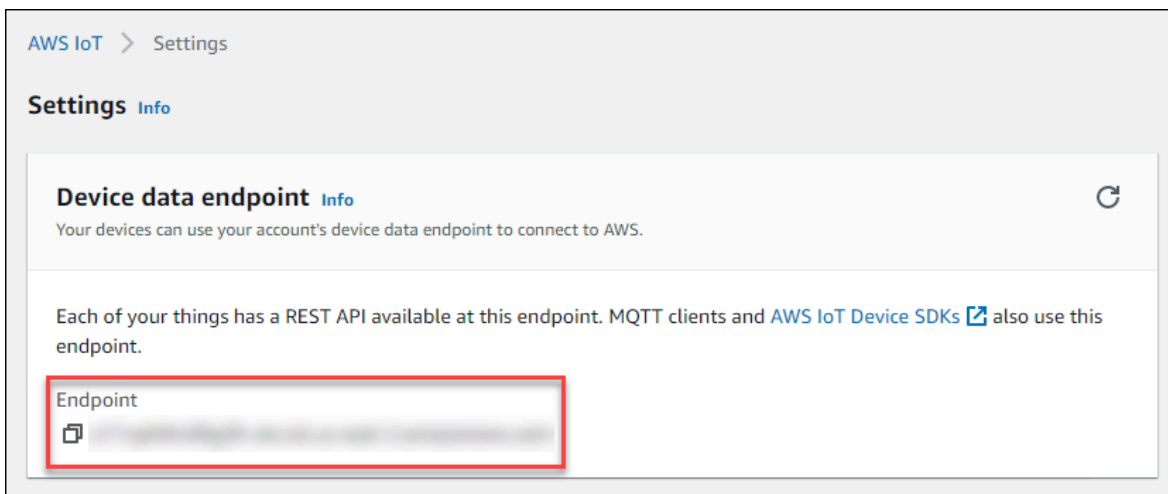 AWS IoT > Settings
Settings Info
Device data endpoint Info
Your devices can use your account's device data endpoint to connect to AWS.
Each of your things has a REST API available at this endpoint. MQTT clients and AWS IoT Device SDKs also use this
endpoint.
Endpoint